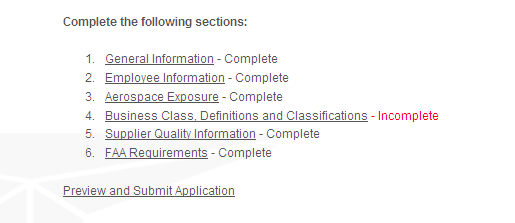 Complete the following sections:
1. General Information - Complete
2. Employee Information - Complete
3. Aerospace Exposure - Complete
4. Business Class, Definitions and Classifications - Incomplete
5. Supplier Quality Information - Complete
6. FAA Requirements - Complete
Preview and Submit Application